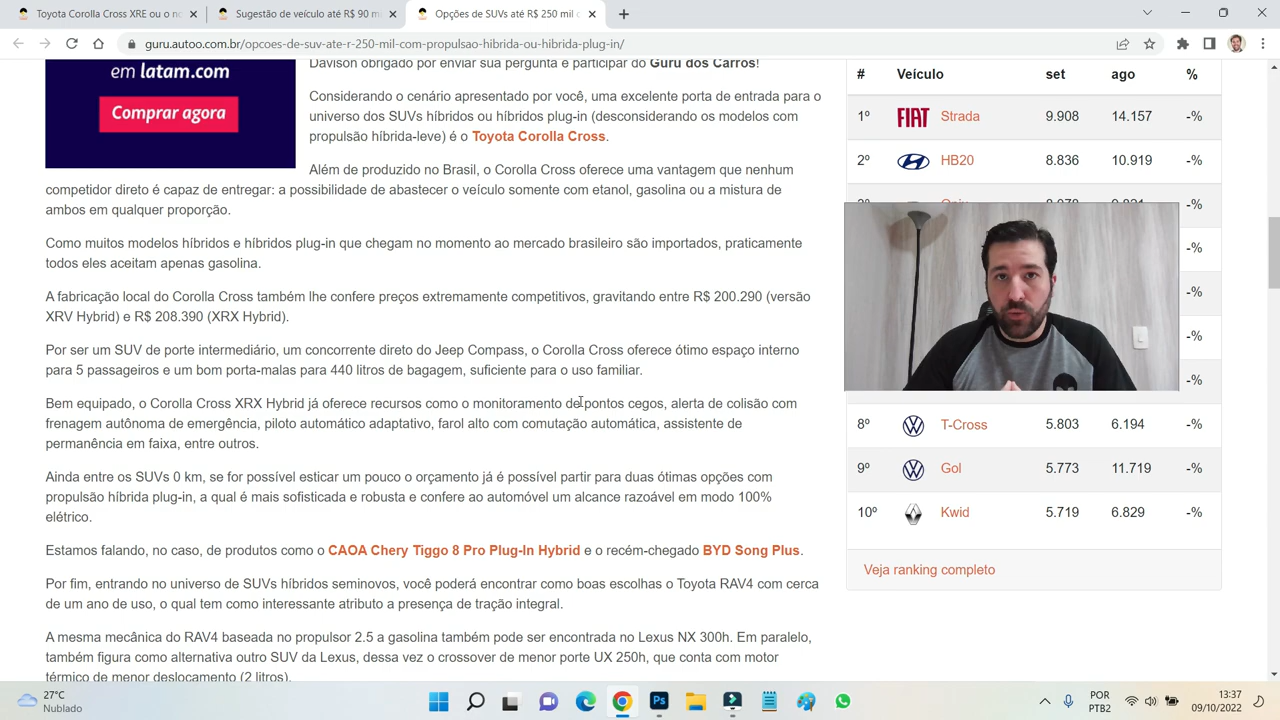 Toyota Corolla Cross XRE ou o n
Sugestão de veículo até R$ 90 m
Opções de SUVs até R$ 250 mil c
guru.autoo.com.br/opcoes-de-suv-ate-r-250-mil-com-propulsao-hibrida-ou-hibrida-plug-in/
em latam.com
Comprar agora
Davison obrigado por enviar sua pergunta e participar do Guru dos Carros!
Considerando o cenário apresentado por você, uma excelente porta de entrada para o
universo dos SUVs híbridos ou híbridos plug-in (desconsiderando os modelos com
propulsão híbrida-leve) é o Toyota Corolla Cross.
Além de produzido no Brasil, o Corolla Cross oferece uma vantagem que nenhum
competidor direto é capaz de entregar: a possibilidade de abastecer o veículo somente com etanol, gasolina ou a mistura de
ambos em qualquer proporção.
Como muitos modelos híbridos e híbridos plug-in que chegam no momento ao mercado brasileiro são importados, praticamente
todos eles aceitam apenas gasolina.
A fabricação local do Corolla Cross também lhe confere preços extremamente competitivos, gravitando entre R$ 200.290 (versão
XRV Hybrid) e R$ 208.390 (XRX Hybrid).
Por ser um SUV de porte intermediário, um concorrente direto do Jeep Compass, o Corolla Cross oferece ótimo espaço interno
para 5 passageiros e um bom porta-malas para 440 litros de bagagem, suficiente para o uso familiar.
Bem equipado, o Corolla Cross XRX Hybrid já oferece recursos como o monitoramento de pontos cegos, alerta de colisão com
frenagem autônoma de emergência, piloto automático adaptativo, farol alto com comutação automática, assistente de
permanência em faixa, entre outros.
Ainda entre os SUVs 0 km, se for possível esticar um pouco o orçamento já é possível partir para duas ótimas opções com
propulsão híbrida plug-in, a qual é mais sofisticada e robusta e confere ao automóvel um alcance razoável em modo 100%
elétrico.
Estamos falando, no caso, de produtos como o CAOA Chery Tiggo 8 Pro Plug-In Hybrid e o recém-chegado BYD Song Plus.
Por fim, entrando no universo de SUVs híbridos seminovos, você poderá encontrar como boas escolhas o Toyota RAV4 com cerca
de um ano de uso, o qual tem como interessante atributo a presença de tração integral.
A mesma mecânica do RAV4 baseada no propulsor 2.5 a gasolina também pode ser encontrada no Lexus NX 300h. Em paralelo,
também figura como alternativa outro SUV da Lexus, dessa vez o crossover de menor porte UX 250h, que conta com motor
térmico de menor deslocamento (2 litros).
# Veículo set ago %
1º FIAT Strada 9.908 14.157 -%
2º HB20 8.836 10.919 -%
-%
-%
-%
-%
-%
8º T-Cross 5.803 6.194 -%
9º Gol 5.773 11.719 -%
10º Kwid 5.719 6.829 -%
Veja ranking completo
27°C
Nublado
Ps
POR
PTB2
13:37
09/10/2022